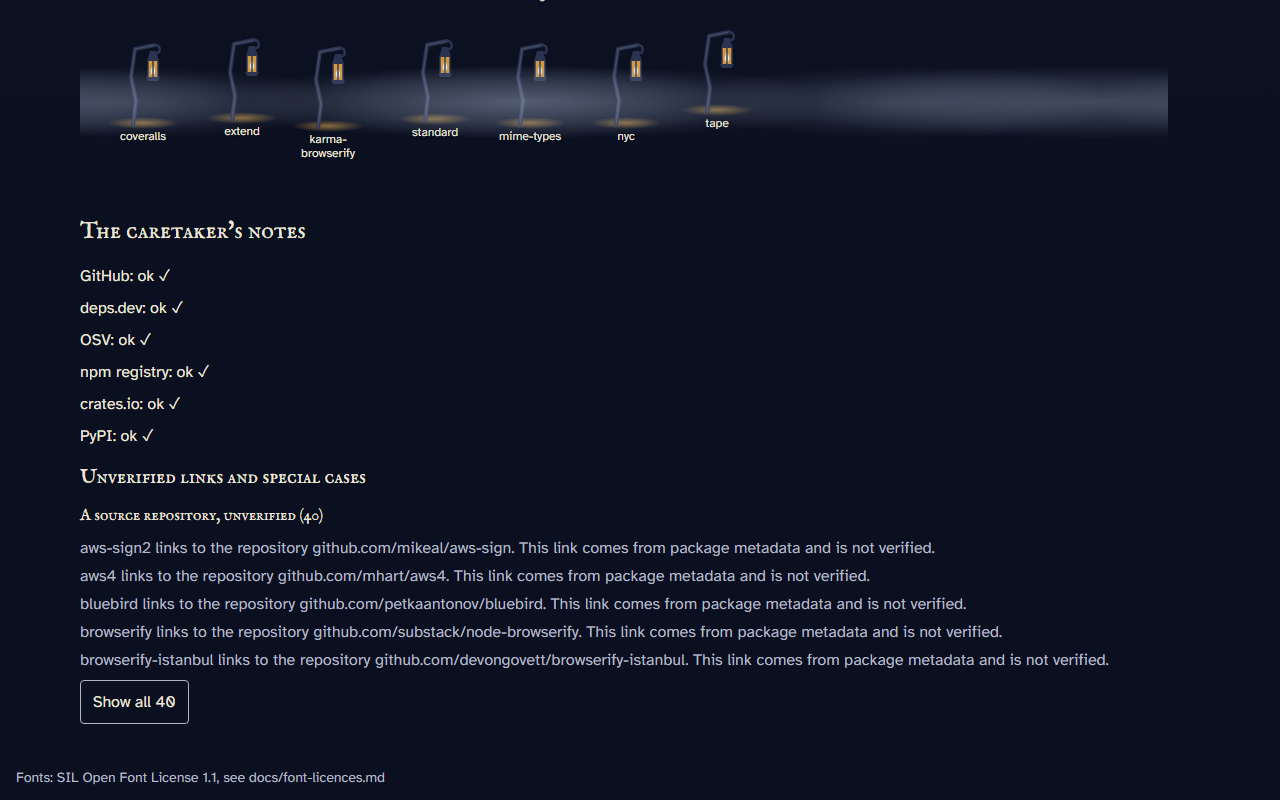 coveralls
extend
karma-
browserify
standard
mime-types
nyc
tape
The caretaker's notes
GitHub: ok ✓
deps.dev: ok ✓
OSV: ok ✓
npm registry: ok ✓
crates.io: ok ✓
PyPI: ok ✓
Unverified links and special cases
A source repository, unverified (40)
aws-sign2 links to the repository github.com/mikeal/aws-sign. This link comes from package metadata and is not verified.
aws4 links to the repository github.com/mhart/aws4. This link comes from package metadata and is not verified.
bluebird links to the repository github.com/petkaantonov/bluebird. This link comes from package metadata and is not verified.
browserify links to the repository github.com/substack/node-browserify. This link comes from package metadata and is not verified.
browserify-istanbul links to the repository github.com/devongovett/browserify-istanbul. This link comes from package metadata and is not verified.
Show all 40
Fonts: SIL Open Font License 1.1, see docs/font-licences.md